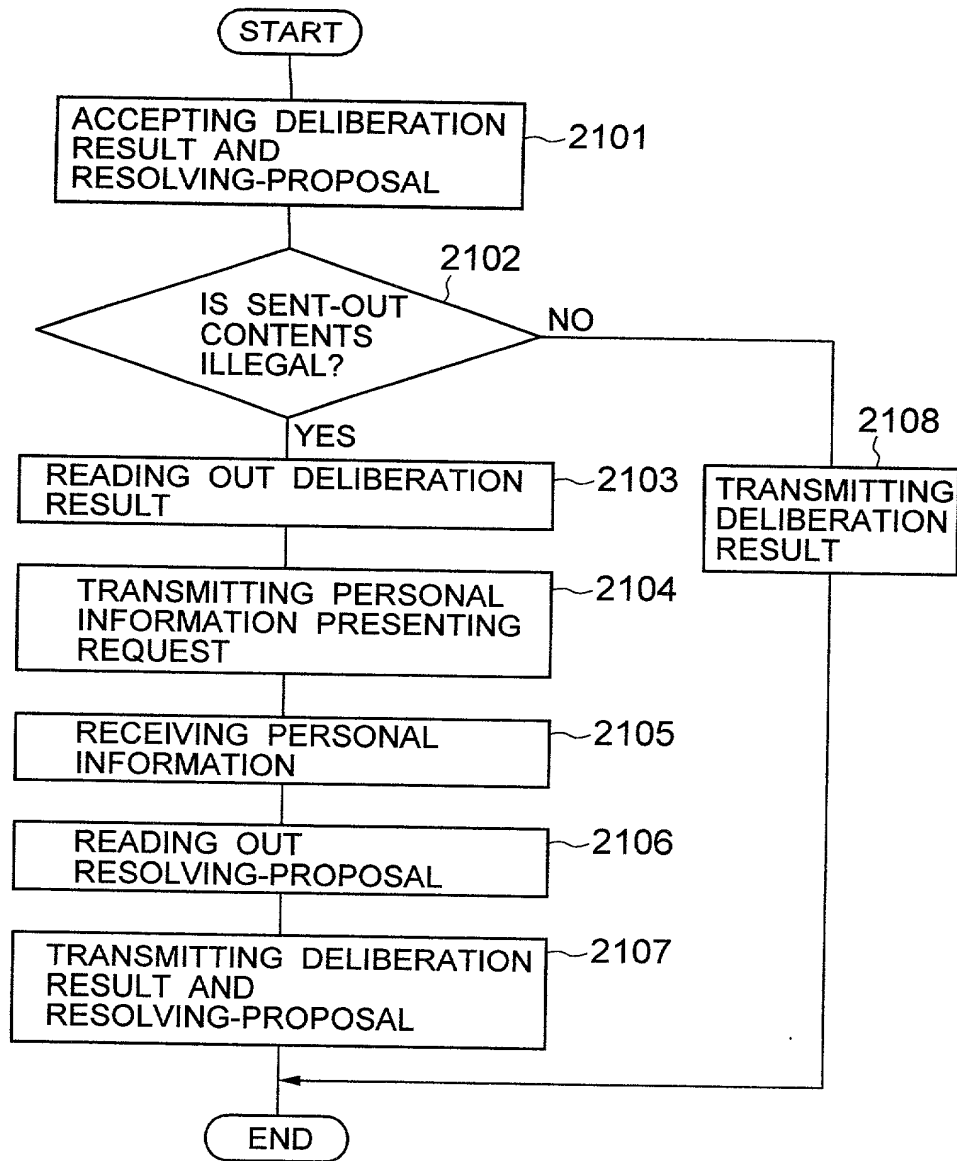 START
ACCEPTING DELIBERATION
RESULT AND
RESOLVING-PROPOSAL
2101
2102
IS SENT-OUT
CONTENTS
ILLEGAL?
NO
YES
2108
READING OUT DELIBERATION
RESULT
2103
TRANSMITTING
DELIBERATION
RESULT
TRANSMITTING PERSONAL
INFORMATION PRESENTING
REQUEST
2104
RECEIVING PERSONAL
INFORMATION
2105
READING OUT
RESOLVING-PROPOSAL
2106
TRANSMITTING DELIBERATION
RESULT AND
RESOLVING-PROPOSAL
2107
END